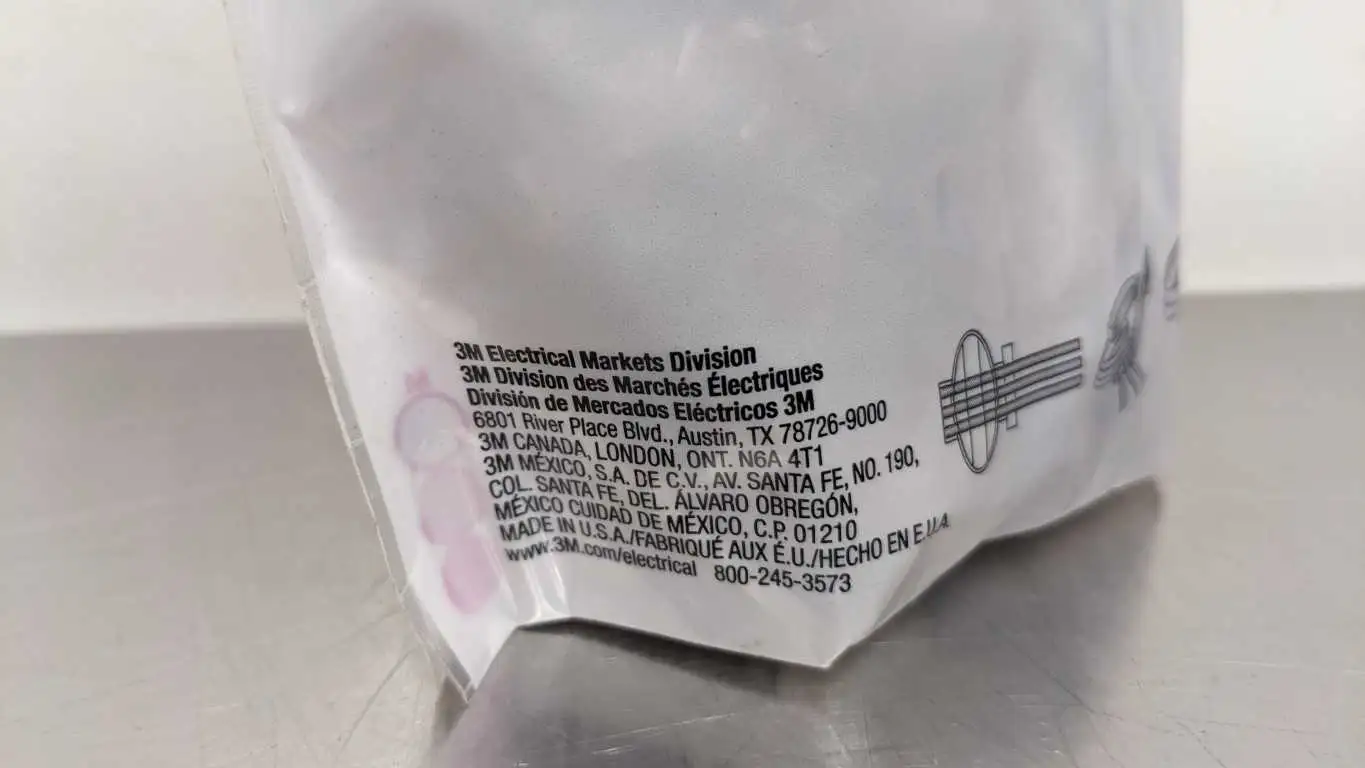 3M Electrical Markets Division
3M Division des Marchés Électriques
División de Mercados Eléctricos 3M
6801 River Place Blvd., Austin, TX 78726-9000
3M CANADA, LONDON, ONT. N6A 4T1
3M MÉXICO, S.A. DE C.V., AV. SANTA FE, NO. 190,
COL. SANTA FE, DEL. ÁLVARO OBREGÓN,
MÉXICO CUIDAD DE MÉXICO, C.P. 01210
MADE IN U.S.A./FABRIQUÉ AUX É.U./HECHO EN E.U.A
www.3M.com/electrical 800-245-3573